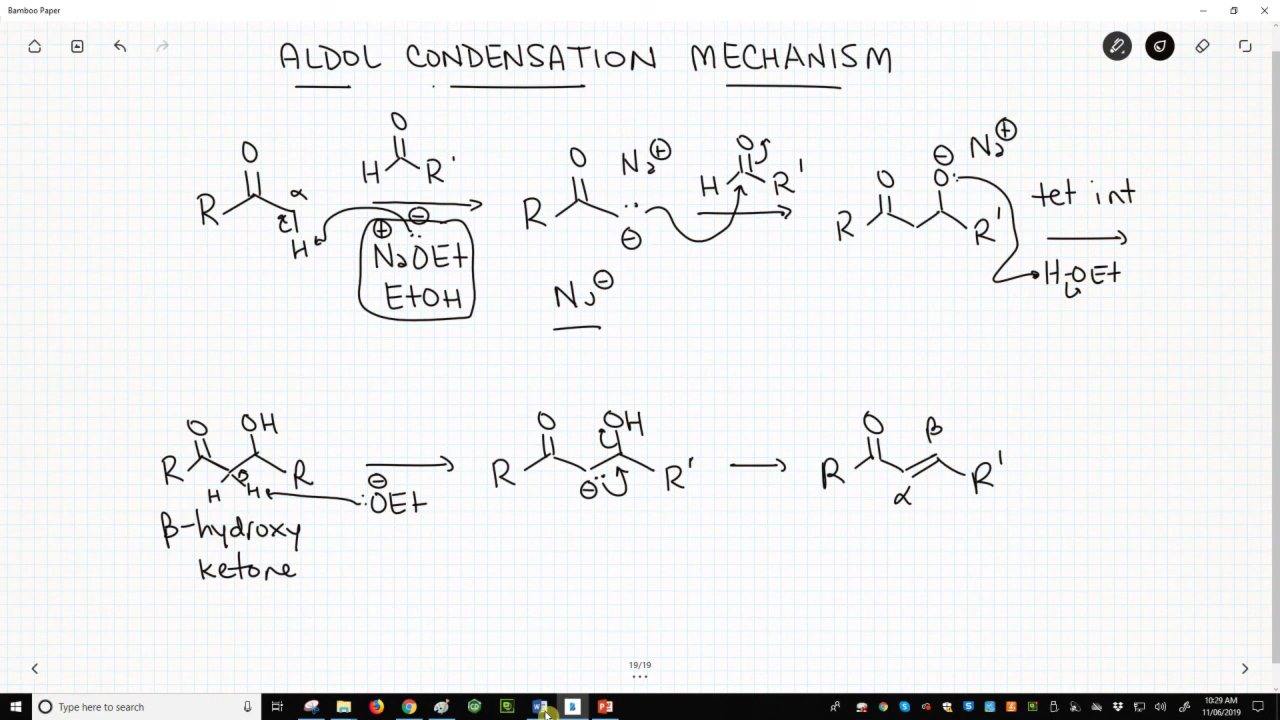 Bamboo Paper
ALDOL CONDENSATION MECHANISM
O
R
α
H
O
H R'
⊕ ⊖
NaOEt
EtOH
O
R
⊖
Na⊕
Nu⊖
O
H R'
O
R
⊖
O
R'
Na⊕
tet int
H-OEt
O OH
R R
H H
β-hydroxy
ketone
⊖
:OEt
O OH
R R'
⊖
O
R
β
α
R'
19/19
Type here to search
10:29 AM
11/06/2019